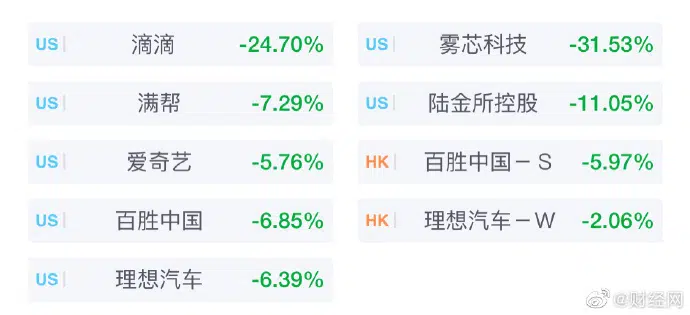 US 滴滴 -24.70%
US 雾芯科技 -31.53%
US 满帮 -7.29%
US 陆金所控股 -11.05%
US 爱奇艺 -5.76%
HK 百胜中国－S -5.97%
US 百胜中国 -6.85%
HK 理想汽车－W -2.06%
US 理想汽车 -6.39%
@财经网